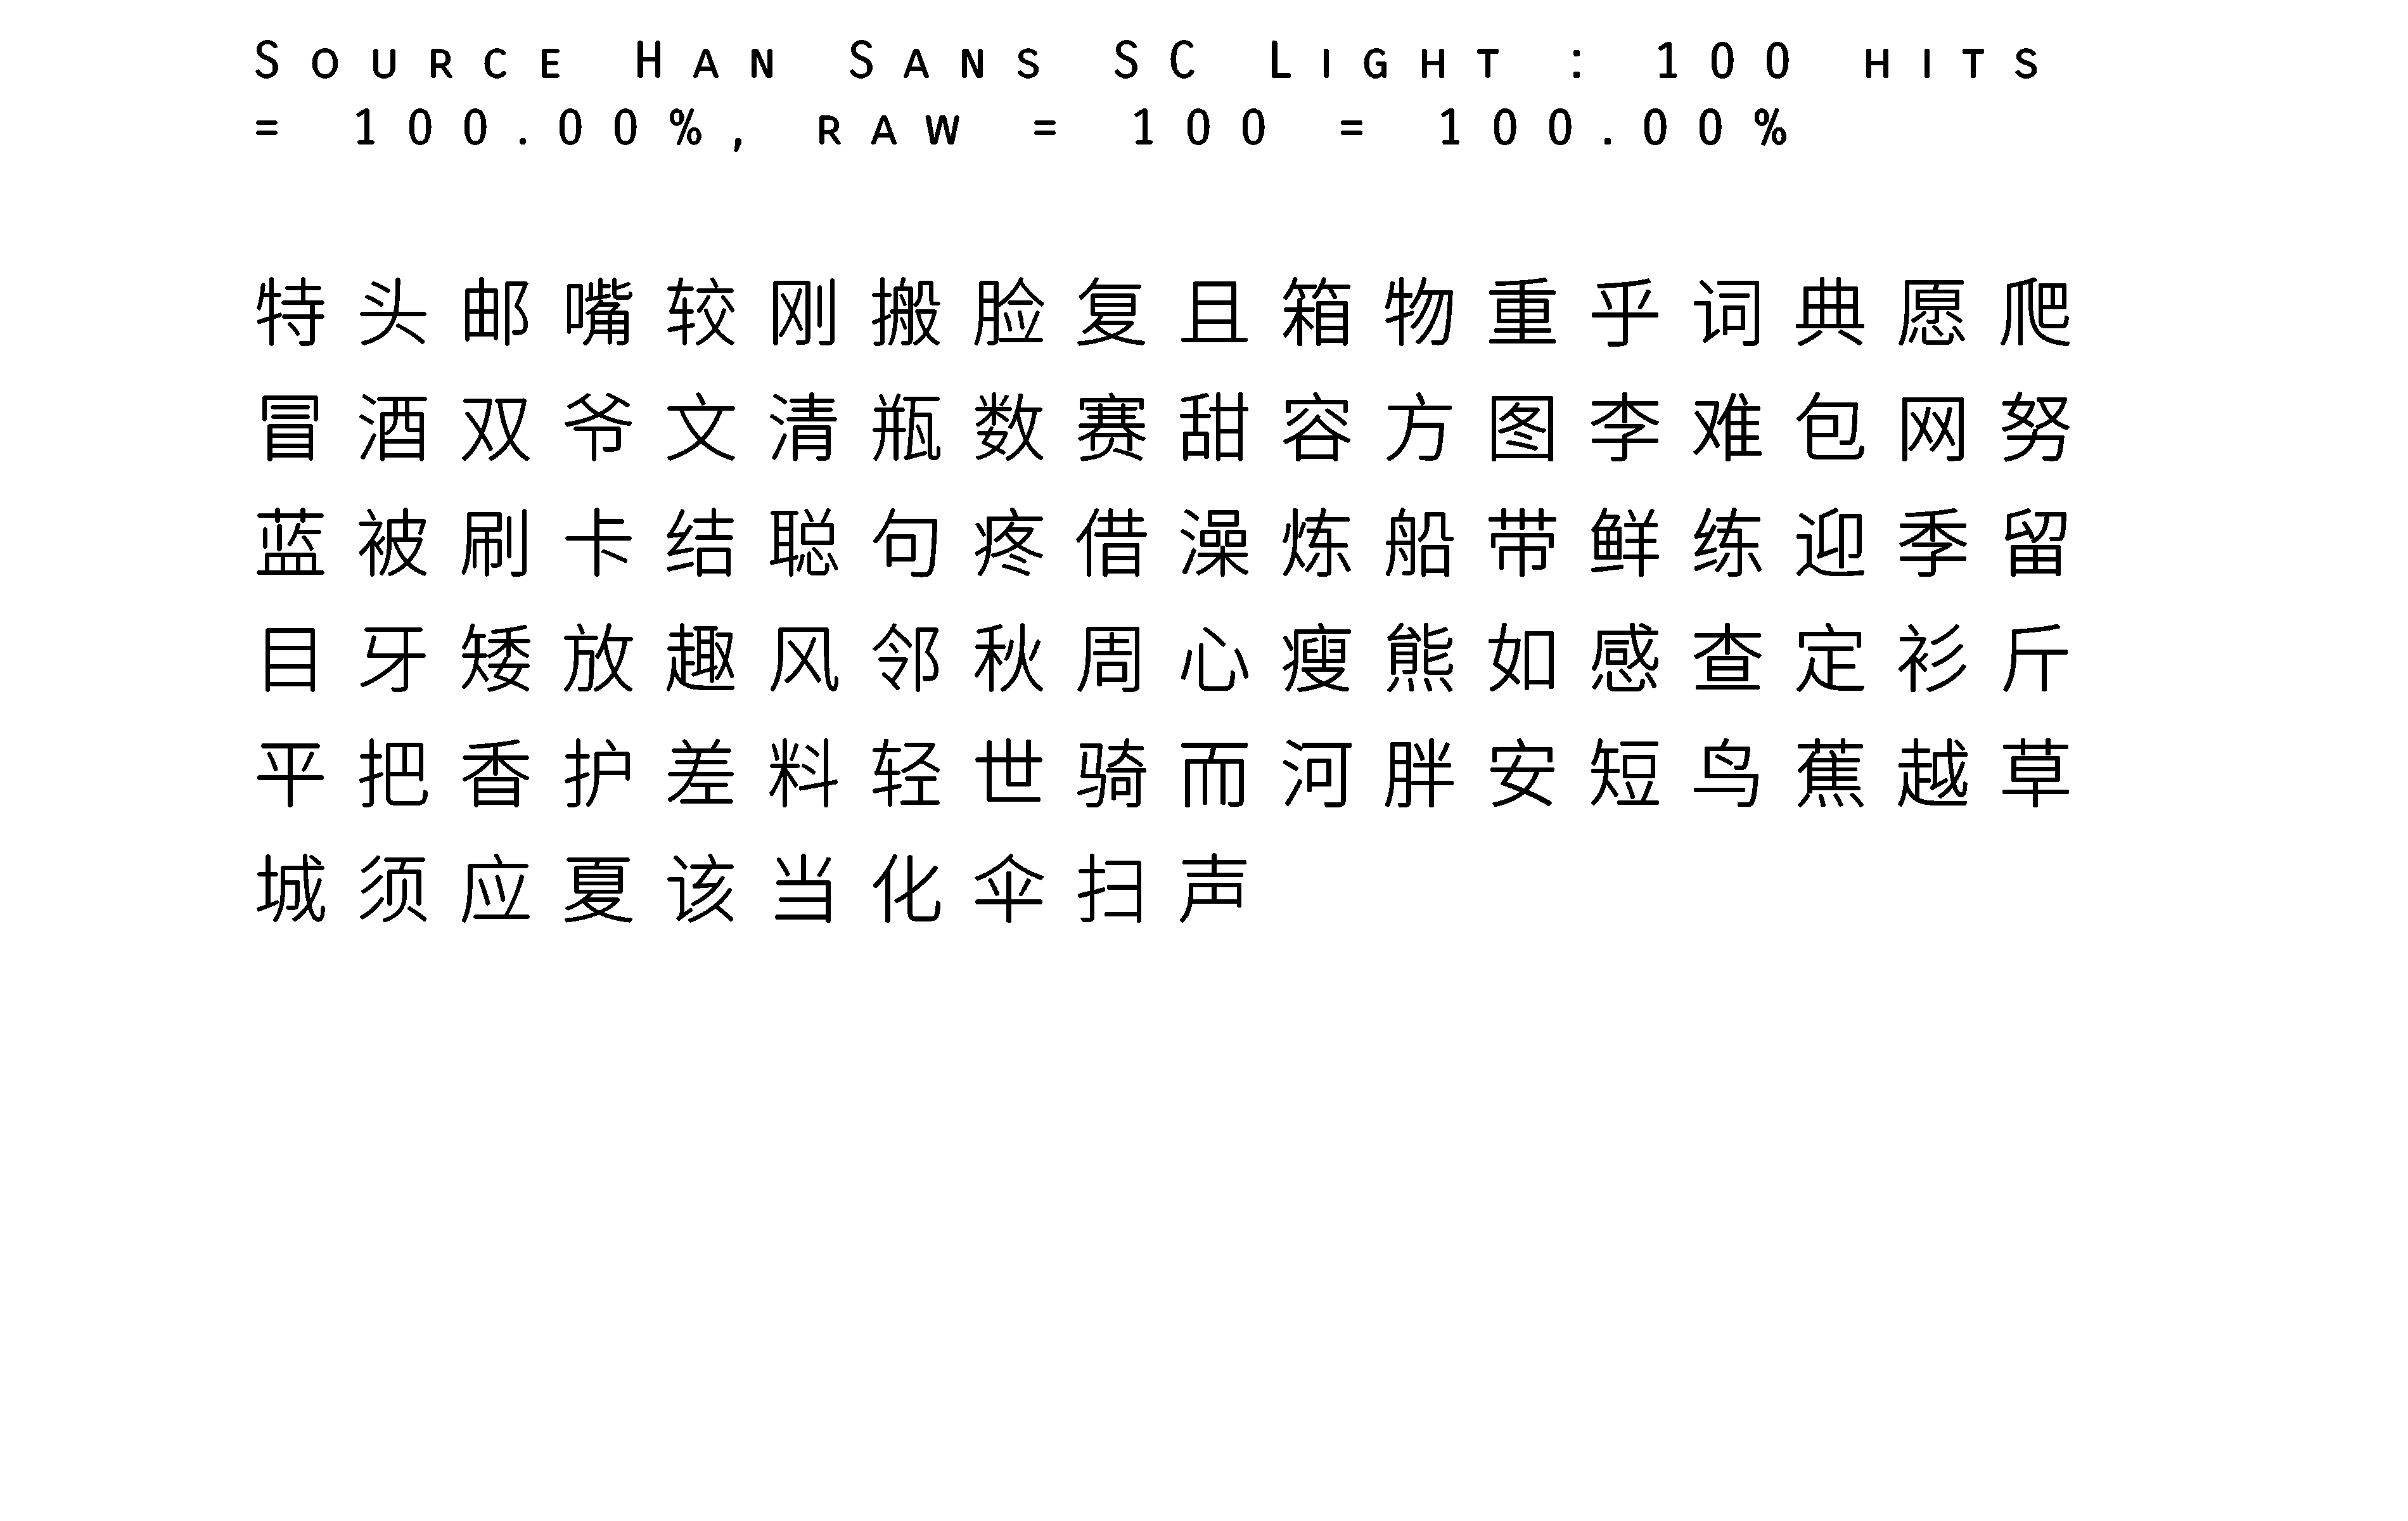 Source Han Sans SC Light : 100 hits
= 100.00%, raw = 100 = 100.00%
特头邮嘴较刚搬脸复且箱物重乎词典愿爬
冒酒双爷文清瓶数赛甜容方图李难包网努
蓝被刷卡结聪句疼借澡炼船带鲜练迎季留
目牙矮放趣风邻秋周心瘦熊如感查定衫斤
平把香护差料轻世骑而河胖安短鸟蕉越草
城须应夏该当化伞扫声